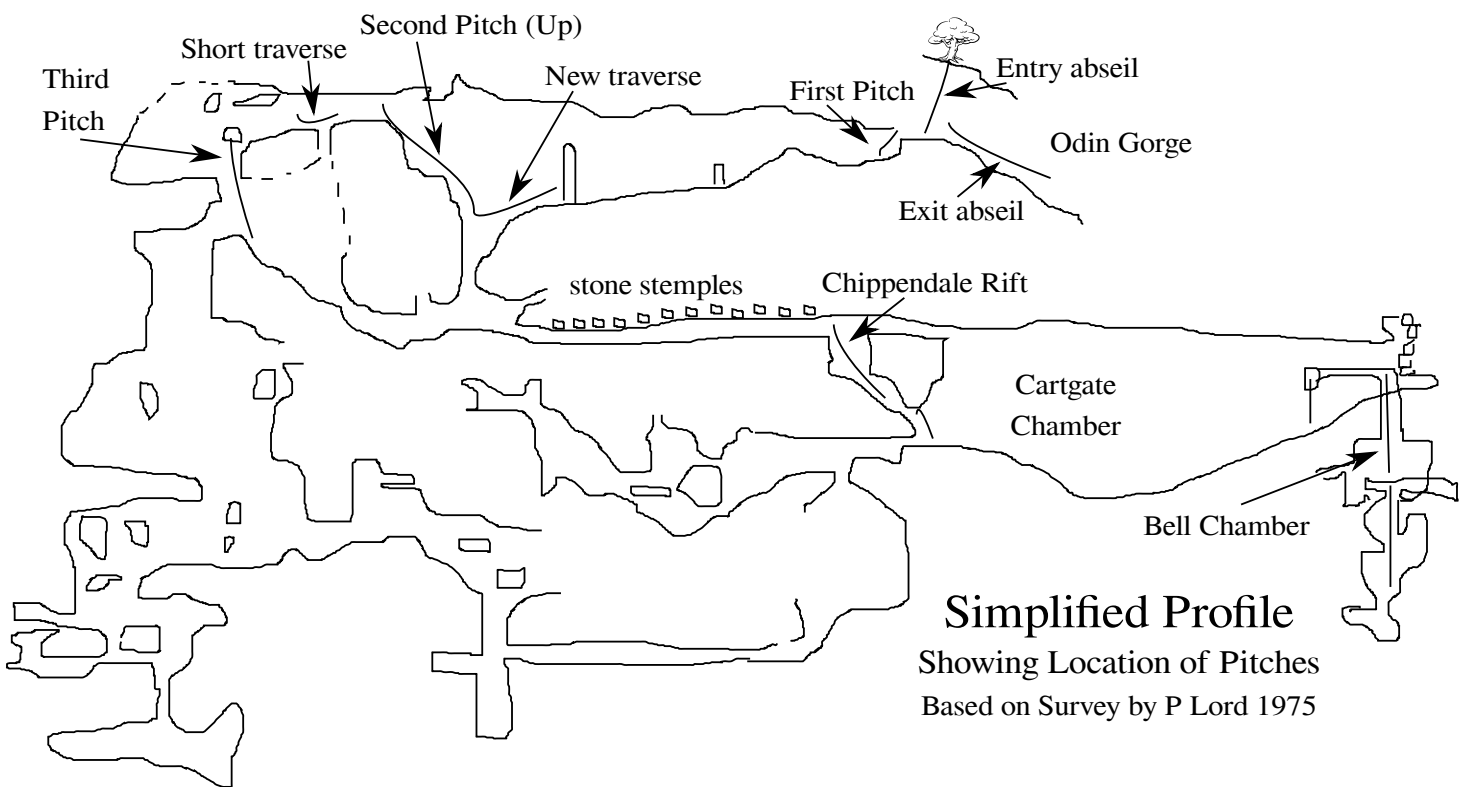 Second Pitch (Up)
Short traverse
Third
Pitch
New traverse
First Pitch
Entry abseil
Odin Gorge
Exit abseil
stone stemples
Chippendale Rift
Cartgate
Chamber
Bell Chamber
Simplified Profile
Showing Location of Pitches
Based on Survey by P Lord 1975